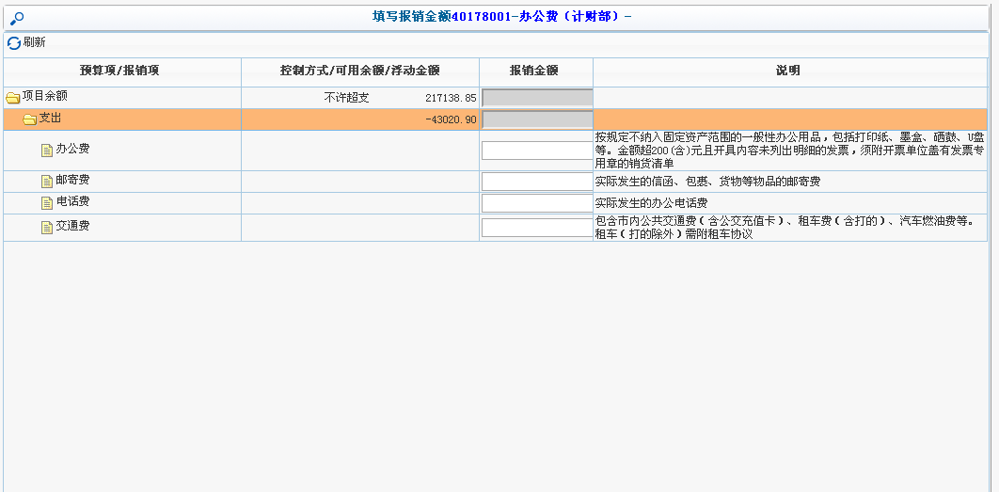 填写报销金额40178001-办公费（计财部）-
刷新
预算项/报销项 控制方式/可用余额/浮动金额 报销金额 说明
项目余额 不许超支 217138.85
支出 -43020.90
办公费
按规定不纳入固定资产范围的一般性办公用品，包括打印纸、墨盒、硒鼓、U盘
等。金额超200(含)元且开具内容未列出明细的发票，须附开票单位盖有发票专
用章的销货清单
邮寄费 实际发生的信函、包裹、货物等物品的邮寄费
电话费 实际发生的办公电话费
交通费
包含市内公共交通费（含公交充值卡）、租车费（含打的）、汽车燃油费等。
租车（打的除外）需附租车协议